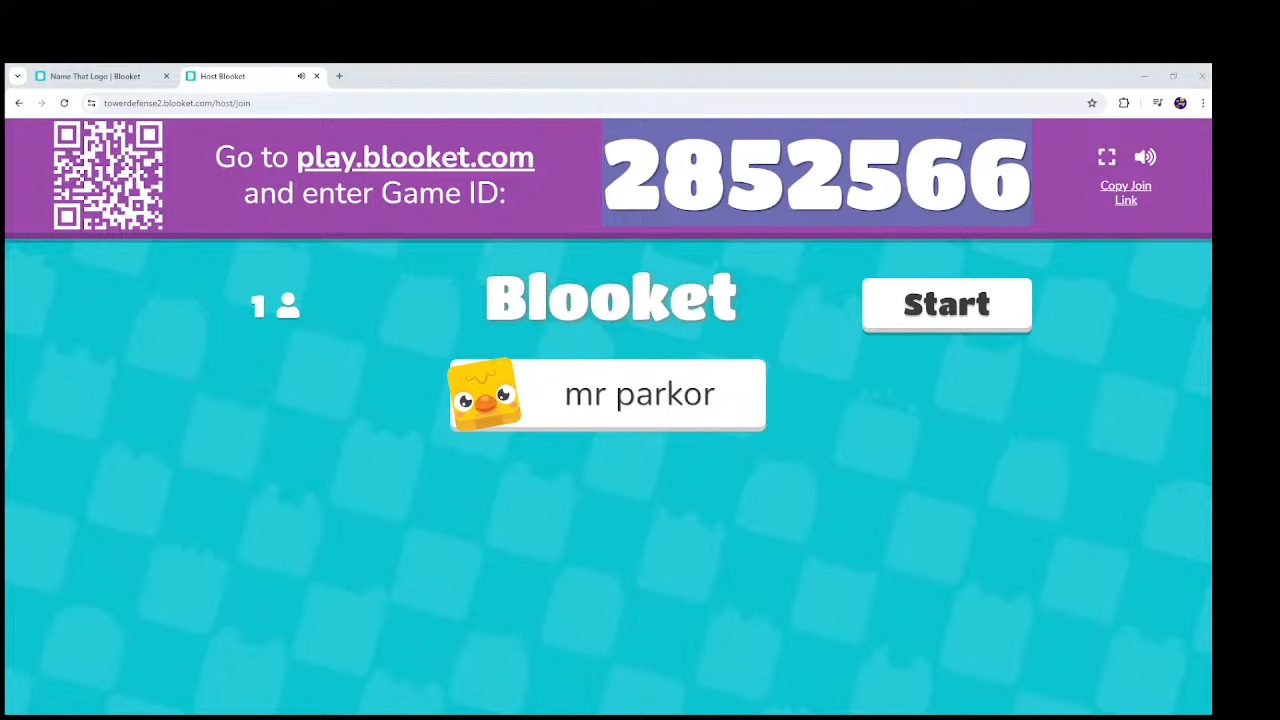 Name That Logo | Blooket
Host Blooket
towerdefense2.blooket.com/host/join
Go to play.blooket.com
and enter Game ID:
2852566
Copy Join
Link
1
Blooket
Start
mr parkor